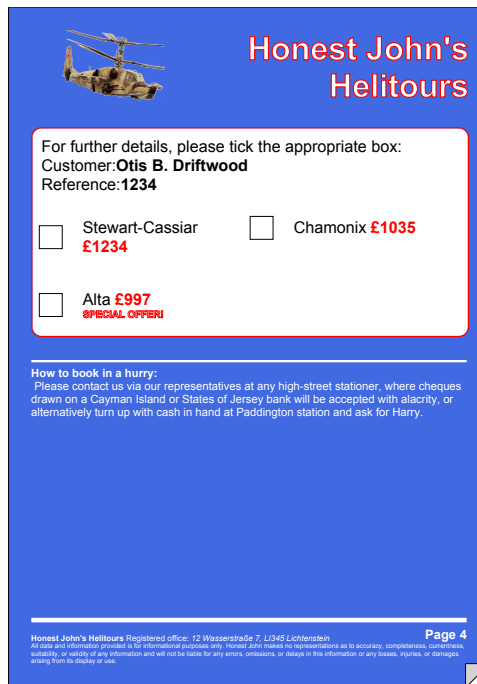 Honest John's
Helitours
For further details, please tick the appropriate box:
Customer:Otis B. Driftwood
Reference:1234
Stewart-Cassiar
£1234
Chamonix £1035
Alta £997
SPECIAL OFFER!
How to book in a hurry:
Please contact us via our representatives at any high-street stationer, where cheques
drawn on a Cayman Island or States of Jersey bank will be accepted with alacrity, or
alternatively turn up with cash in hand at Paddington station and ask for Harry.
Honest John's Helitours Registered office: 12 Wasserstraße 7, LI345 Lichtenstein
Page 4
All data and information provided is for informational purposes only. Honest John makes no representations as to accuracy, completeness, currentness,
suitability, or validity of any information and will not be liable for any errors, omissions, or delays in this information or any losses, injuries, or damages
arising from its display or use.